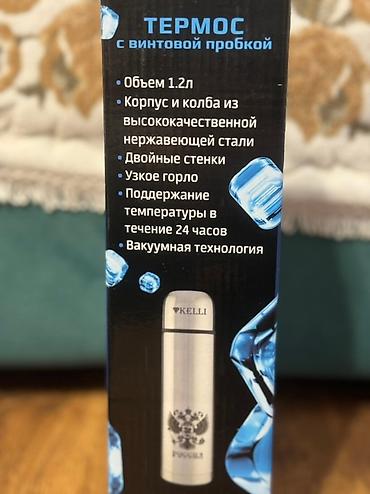 ТЕРМОС
С ВИНТОВОЙ ПРОБКОЙ
• Объем 1.2л
• Корпус и колба из
высококачественной
нержавеющей стали
• Двойные стенки
• Узкое горло
• Поддержание
температуры в
течение 24 часов
• Вакуумная технология
KELLI
РОССИЯ